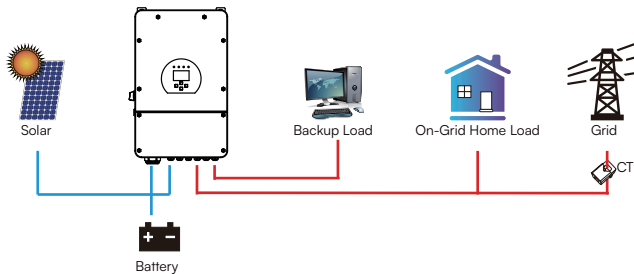 Solar
Backup Load
On-Grid Home Load
Grid
CT
Battery